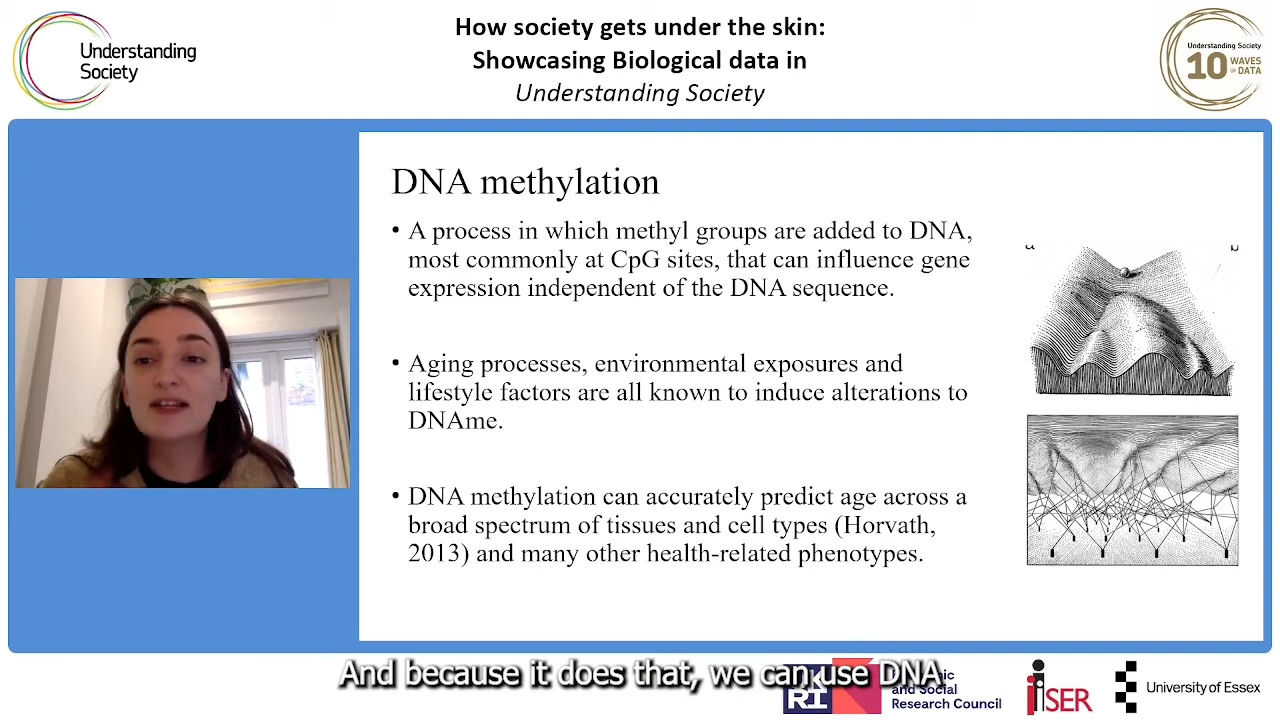 Understanding
Society
How society gets under the skin:
Showcasing Biological data in
Understanding Society
Understanding Society
10 WAVES
OF DATA
DNA methylation
• A process in which methyl groups are added to DNA,
most commonly at CpG sites, that can influence gene
expression independent of the DNA sequence.
• Aging processes, environmental exposures and
lifestyle factors are all known to induce alterations to
DNAme.
• DNA methylation can accurately predict age across a
broad spectrum of tissues and cell types (Horvath,
2013) and many other health-related phenotypes.
a b
And because it does that, we can use DNA
and Social
Research Council
ISER
University of Essex